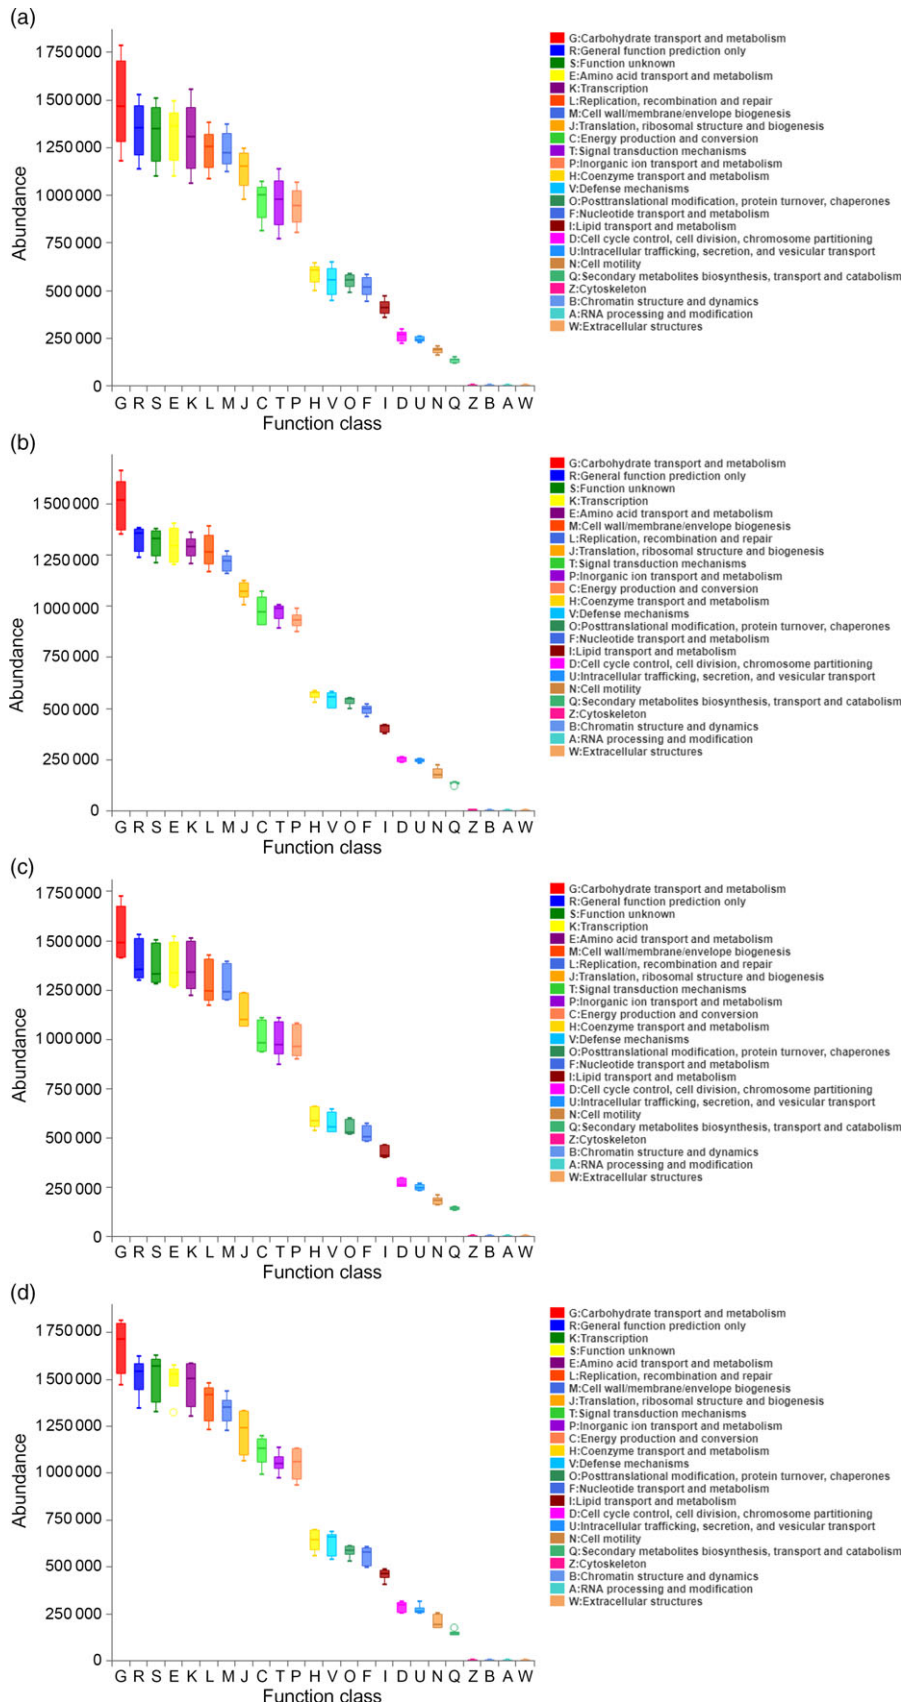 (a)
1 750 000
1 500 000
1 250 000
1 000 000
750 000
500 000
250 000
0
Abundance
G R S E K L M J C T P H V O F I D U N Q Z B A W
Function class
G:Carbohydrate transport and metabolism
R:General function prediction only
S:Function unknown
E:Amino acid transport and metabolism
K:Transcription
L:Replication, recombination and repair
M:Cell wall/membrane/envelope biogenesis
J:Translation, ribosomal structure and biogenesis
C:Energy production and conversion
T:Signal transduction mechanisms
P:Inorganic ion transport and metabolism
H:Coenzyme transport and metabolism
V:Defense mechanisms
O:Posttranslational modification, protein turnover, chaperones
F:Nucleotide transport and metabolism
I:Lipid transport and metabolism
D:Cell cycle control, cell division, chromosome partitioning
U:Intracellular trafficking, secretion, and vesicular transport
N:Cell motility
Q:Secondary metabolites biosynthesis, transport and catabolism
Z:Cytoskeleton
B:Chromatin structure and dynamics
A:RNA processing and modification
W:Extracellular structures
(b)
1 500 000
1 250 000
1 000 000
750 000
500 000
250 000
0
Abundance
G R S E K L M J C T P H V O F I D U N Q Z B A W
Function class
G:Carbohydrate transport and metabolism
R:General function prediction only
S:Function unknown
K:Transcription
E:Amino acid transport and metabolism
M:Cell wall/membrane/envelope biogenesis
L:Replication, recombination and repair
J:Translation, ribosomal structure and biogenesis
T:Signal transduction mechanisms
P:Inorganic ion transport and metabolism
C:Energy production and conversion
H:Coenzyme transport and metabolism
V:Defense mechanisms
O:Posttranslational modification, protein turnover, chaperones
F:Nucleotide transport and metabolism
I:Lipid transport and metabolism
D:Cell cycle control, cell division, chromosome partitioning
U:Intracellular trafficking, secretion, and vesicular transport
N:Cell motility
Q:Secondary metabolites biosynthesis, transport and catabolism
Z:Cytoskeleton
B:Chromatin structure and dynamics
A:RNA processing and modification
W:Extracellular structures
(c)
1 750 000
1 500 000
1 250 000
1 000 000
750 000
500 000
250 000
0
Abundance
G R S E K L M J C T P H V O F I D U N Q Z B A W
Function class
G:Carbohydrate transport and metabolism
R:General function prediction only
S:Function unknown
K:Transcription
E:Amino acid transport and metabolism
M:Cell wall/membrane/envelope biogenesis
L:Replication, recombination and repair
J:Translation, ribosomal structure and biogenesis
T:Signal transduction mechanisms
P:Inorganic ion transport and metabolism
C:Energy production and conversion
H:Coenzyme transport and metabolism
V:Defense mechanisms
O:Posttranslational modification, protein turnover, chaperones
F:Nucleotide transport and metabolism
I:Lipid transport and metabolism
D:Cell cycle control, cell division, chromosome partitioning
U:Intracellular trafficking, secretion, and vesicular transport
N:Cell motility
Q:Secondary metabolites biosynthesis, transport and catabolism
Z:Cytoskeleton
B:Chromatin structure and dynamics
A:RNA processing and modification
W:Extracellular structures
(d)
1 750 000
1 500 000
1 250 000
1 000 000
750 000
500 000
250 000
0
Abundance
G R S E K L M J C T P H V O F I D U N Q Z B A W
Function class
G:Carbohydrate transport and metabolism
R:General function prediction only
K:Transcription
S:Function unknown
E:Amino acid transport and metabolism
L:Replication, recombination and repair
M:Cell wall/membrane/envelope biogenesis
J:Translation, ribosomal structure and biogenesis
T:Signal transduction mechanisms
P:Inorganic ion transport and metabolism
C:Energy production and conversion
H:Coenzyme transport and metabolism
V:Defense mechanisms
O:Posttranslational modification, protein turnover, chaperones
F:Nucleotide transport and metabolism
I:Lipid transport and metabolism
D:Cell cycle control, cell division, chromosome partitioning
U:Intracellular trafficking, secretion, and vesicular transport
N:Cell motility
Q:Secondary metabolites biosynthesis, transport and catabolism
Z:Cytoskeleton
B:Chromatin structure and dynamics
A:RNA processing and modification
W:Extracellular structures